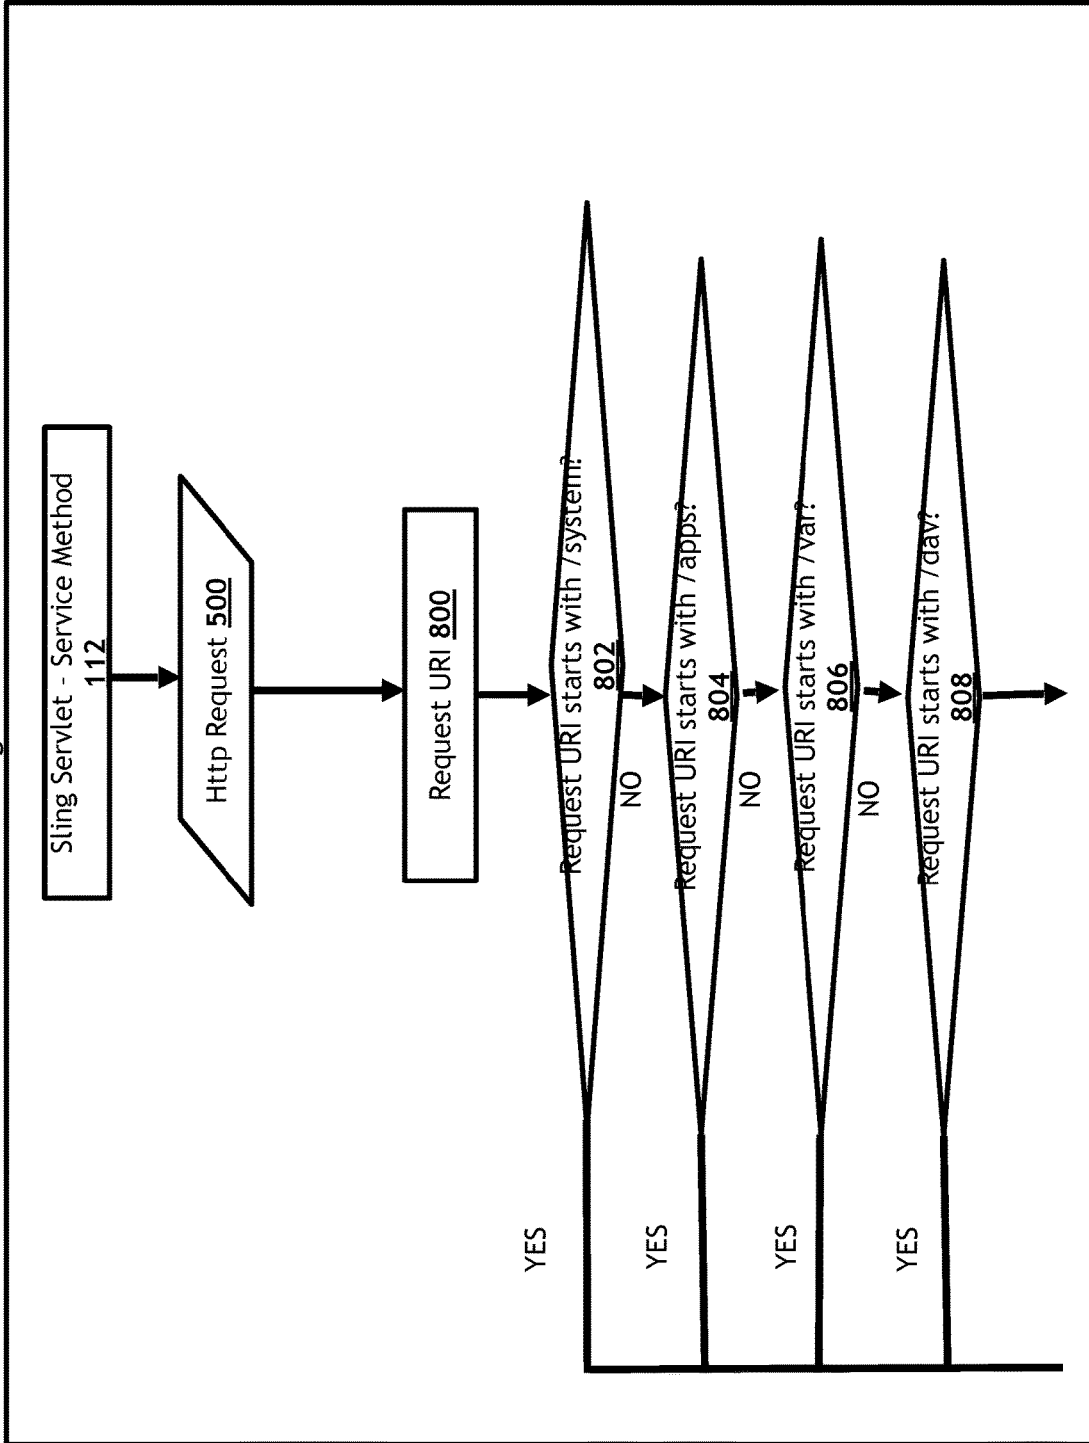 Sling Servlet - Service Method
112
Http Request 500
Request URI 800
Request URI starts with /system?
802
YES
NO
Request URI starts with /apps?
804
YES
NO
Request URI starts with /var?
806
YES
NO
Request URI starts with /dav?
808
YES